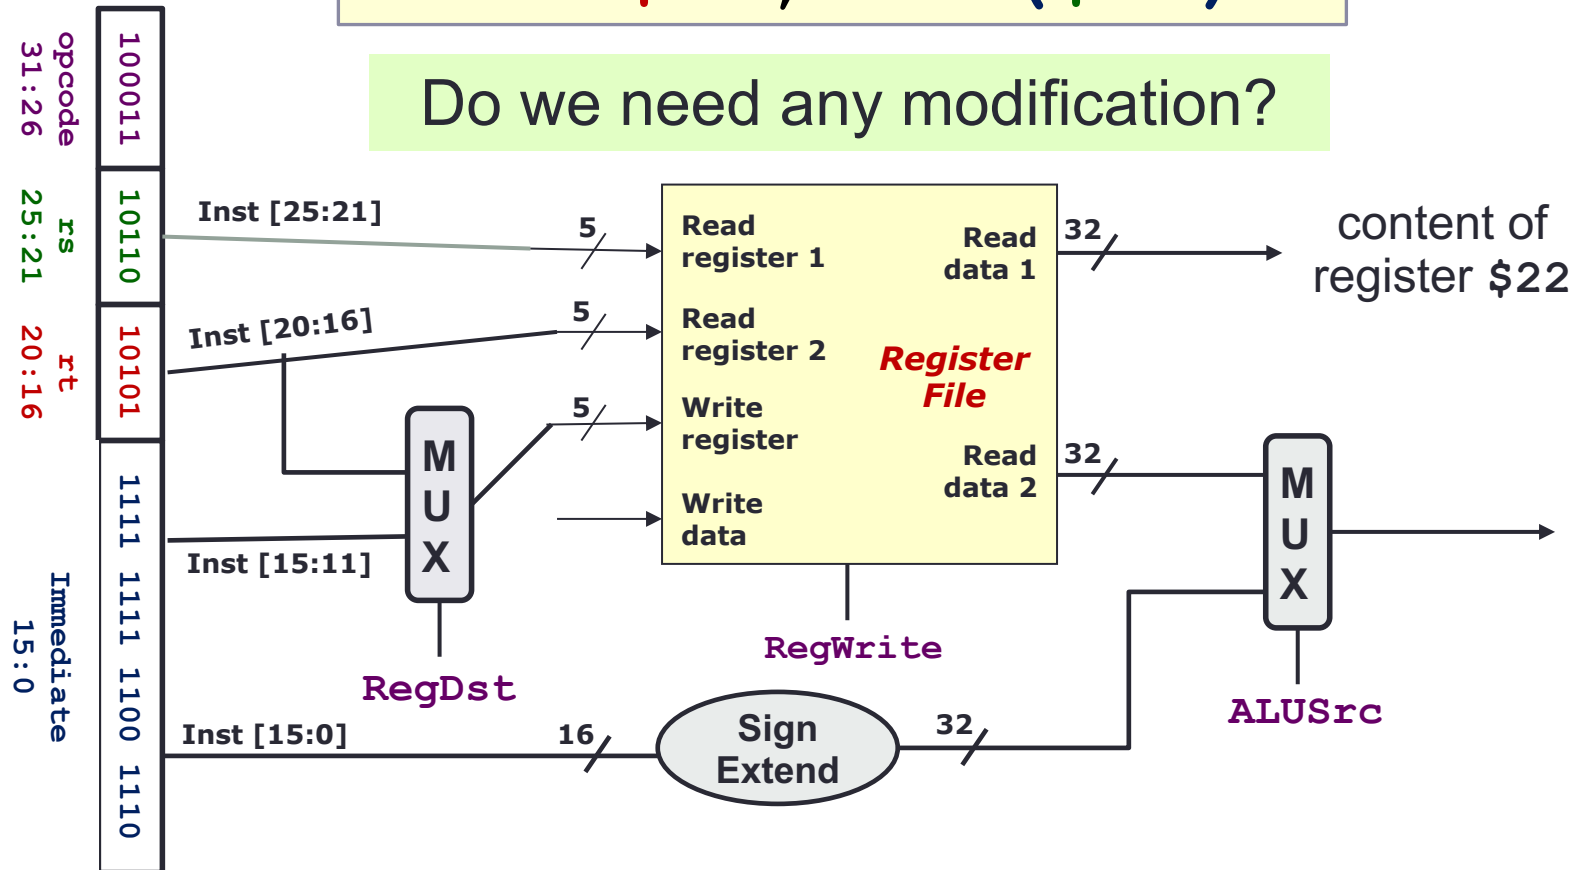 Do we need any modification?
opcode
31:26
100011
rs
25:21
10110
rt
20:16
10101
Immediate
15:0
1111 1111 1100 1110
Inst [25:21]
5
Inst [20:16]
5
5
Inst [15:11]
M
U
X
RegDst
Read
register 1
Read
register 2
Write
register
Write
data
Register
File
Read
data 1
Read
data 2
32
32
content of
register $22
RegWrite
M
U
X
ALUSrc
Inst [15:0]
16
Sign
Extend
32